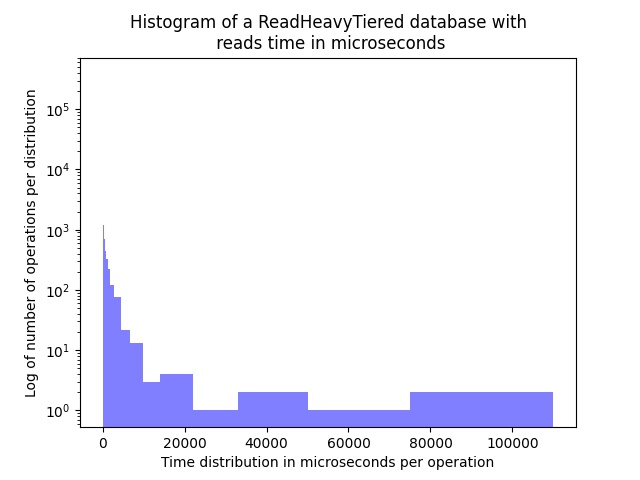 Histogram of a ReadHeavyTiered database with
reads time in microseconds
Log of number of operations per distribution
10^5
10^4
10^3
10^2
10^1
10^0
0 20000 40000 60000 80000 100000
Time distribution in microseconds per operation